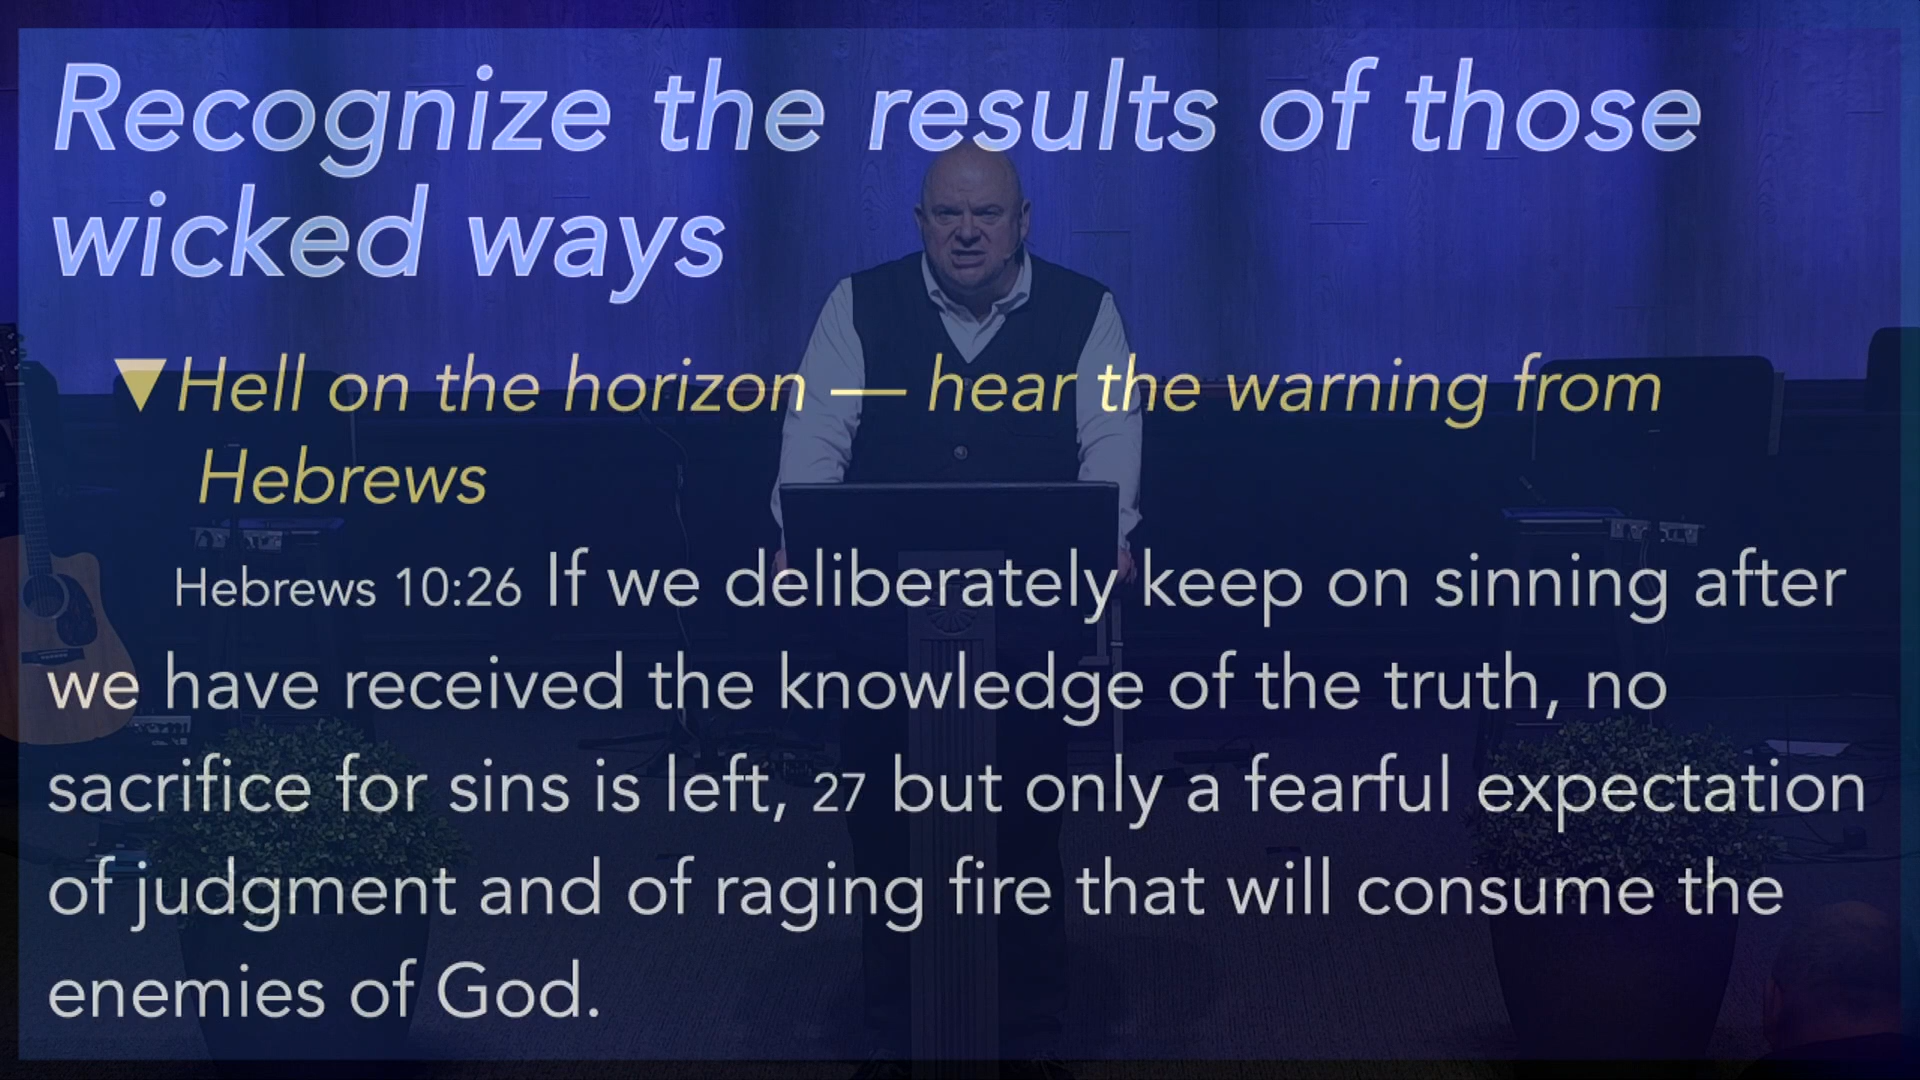 Recognize the results of those
wicked ways
▼Hell on the horizon — hear the warning from
Hebrews
Hebrews 10:26 If we deliberately keep on sinning after
we have received the knowledge of the truth, no
sacrifice for sins is left, 27 but only a fearful expectation
of judgment and of raging fire that will consume the
enemies of God.